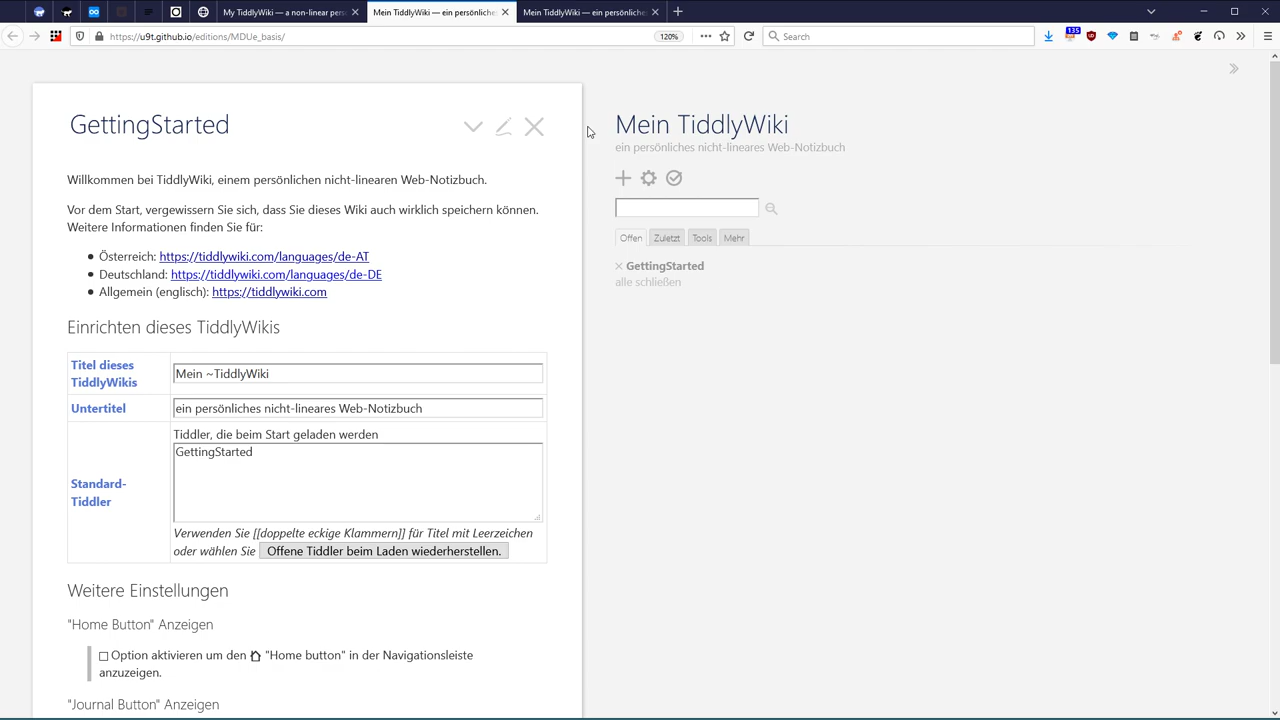 My TiddlyWiki — a non-linear pers
Mein TiddlyWiki — ein persönliche
Mein TiddlyWiki — ein persönliche
https://u9t.github.io/editions/MDUe_basis/
120%
Search
135
GettingStarted
Willkommen bei TiddlyWiki, einem persönlichen nicht-linearen Web-Notizbuch.
Vor dem Start, vergewissern Sie sich, dass Sie dieses Wiki auch wirklich speichern können.
Weitere Informationen finden Sie für:
Österreich: https://tiddlywiki.com/languages/de-AT
Deutschland: https://tiddlywiki.com/languages/de-DE
Allgemein (englisch): https://tiddlywiki.com
Einrichten dieses TiddlyWikis
Titel dieses
TiddlyWikis
Mein ~TiddlyWiki
Untertitel
ein persönliches nicht-lineares Web-Notizbuch
Standard-
Tiddler
Tiddler, die beim Start geladen werden
GettingStarted
Verwenden Sie [[doppelte eckige Klammern]] für Titel mit Leerzeichen
oder wählen Sie Offene Tiddler beim Laden wiederherstellen.
Weitere Einstellungen
"Home Button" Anzeigen
Option aktivieren um den "Home button" in der Navigationsleiste
anzuzeigen.
"Journal Button" Anzeigen
Mein TiddlyWiki
ein persönliches nicht-lineares Web-Notizbuch
Offen
Zuletzt
Tools
Mehr
GettingStarted
alle schließen